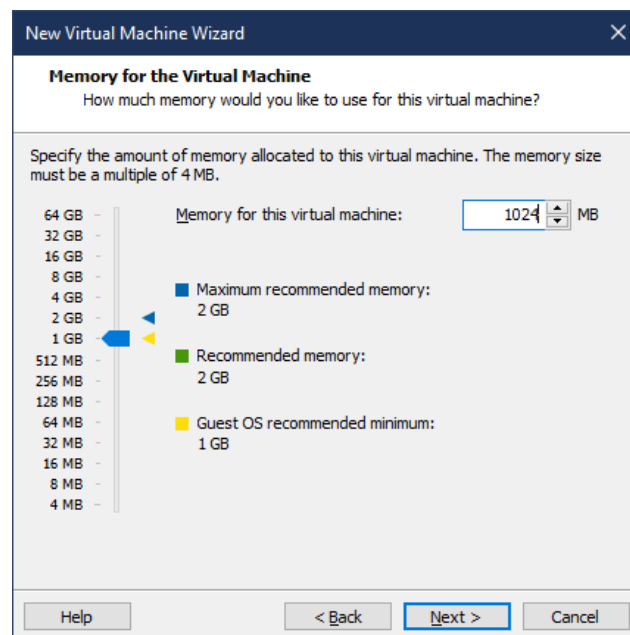 New Virtual Machine Wizard
Memory for the Virtual Machine
How much memory would you like to use for this virtual machine?
Specify the amount of memory allocated to this virtual machine. The memory size
must be a multiple of 4 MB.
Memory for this virtual machine: 1024 MB
64 GB
32 GB
16 GB
8 GB
4 GB
2 GB
1 GB
512 MB
256 MB
128 MB
64 MB
32 MB
16 MB
8 MB
4 MB
Maximum recommended memory:
2 GB
Recommended memory:
2 GB
Guest OS recommended minimum:
1 GB
Help < Back Next > Cancel